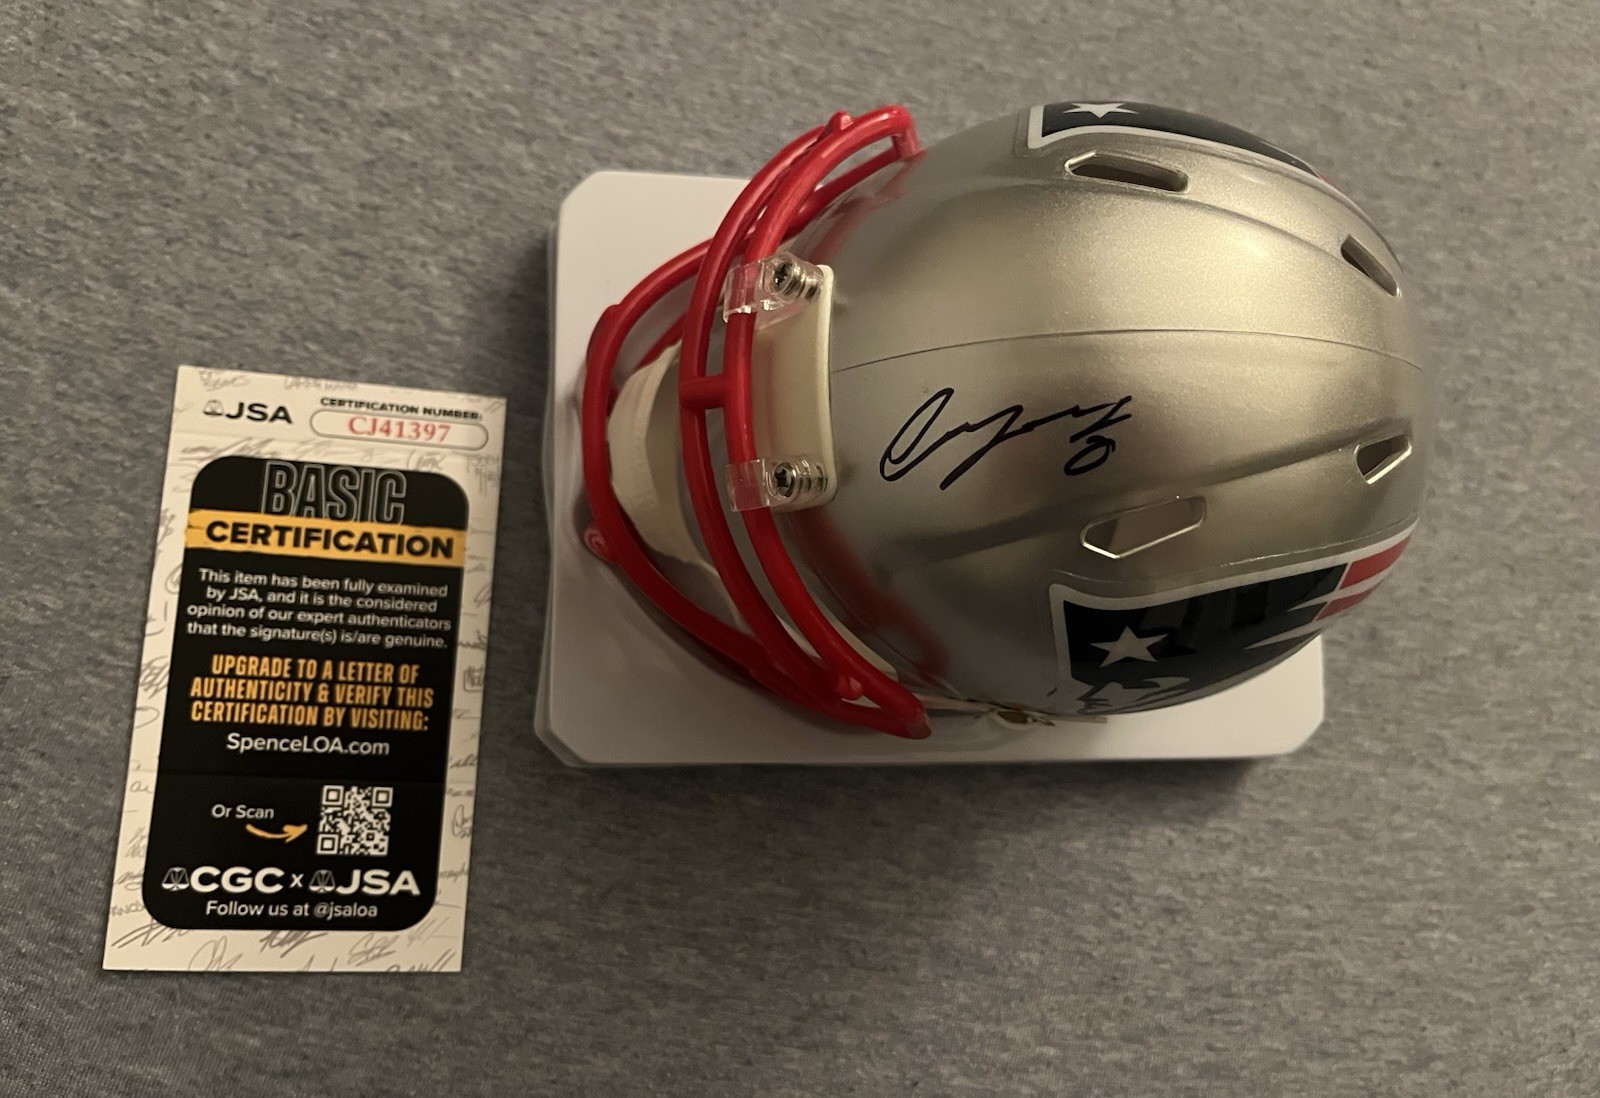 JSA
CERTIFICATION NUMBER:
CJ41397
BASIC
CERTIFICATION
This item has been fully examined
by JSA, and it is the considered
opinion of our expert authenticators
that the signature(s) is/are genuine.
UPGRADE TO A LETTER OF
AUTHENTICITY & VERIFY THIS
CERTIFICATION BY VISITING:
SpenceLOA.com
Or Scan
CGC x JSA
Follow us at @jsaloa